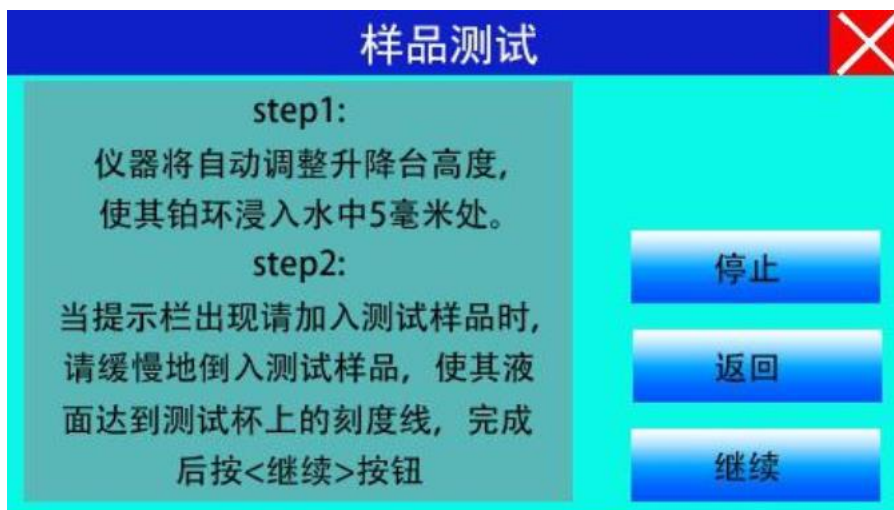 样品测试
step1:
仪器将自动调整升降台高度,
使其铂环浸入水中5毫米处。
step2:
当提示栏出现请加入测试样品时,
请缓慢地倒入测试样品, 使其液
面达到测试杯上的刻度线, 完成
后按<继续>按钮
停止
返回
继续